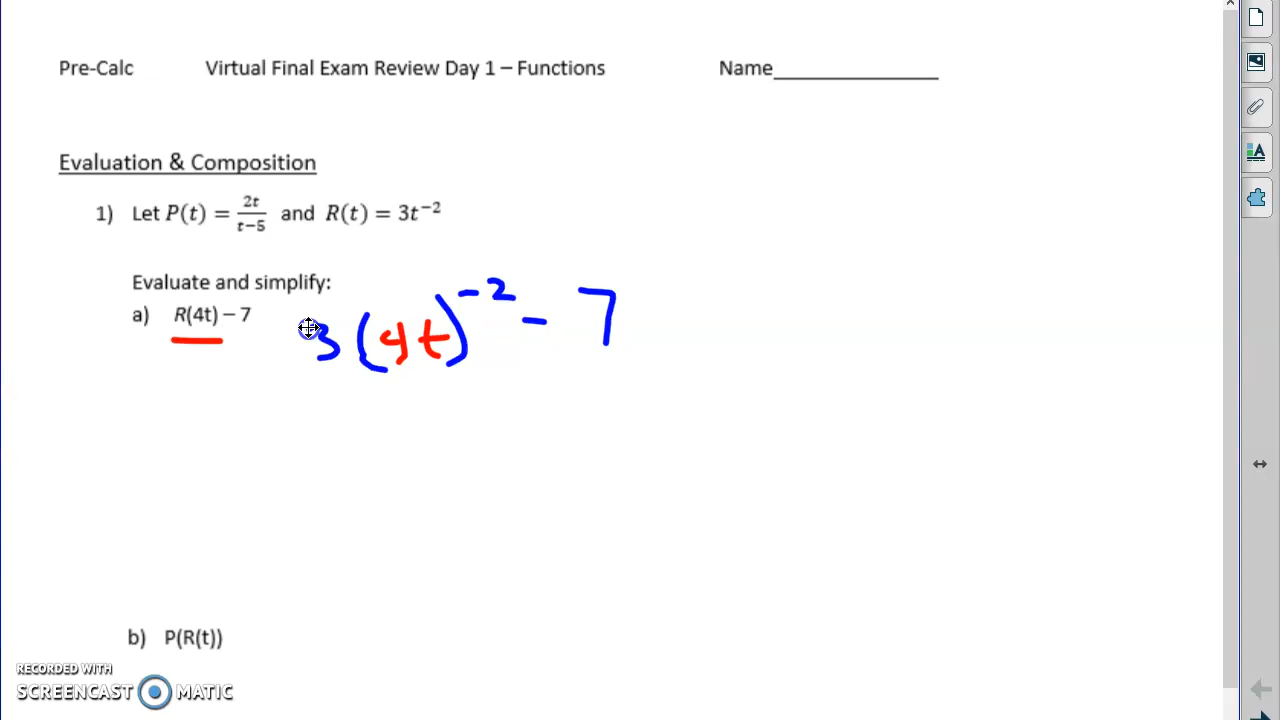 Pre-Calc Virtual Final Exam Review Day 1 – Functions Name_______________
Evaluation & Composition
1) Let P(t) = 2t/(t−5) and R(t) = 3t⁻²
Evaluate and simplify:
a) R(4t) – 7 3(4t)⁻² - 7
b) P(R(t))
RECORDED WITH
SCREENCAST MATIC